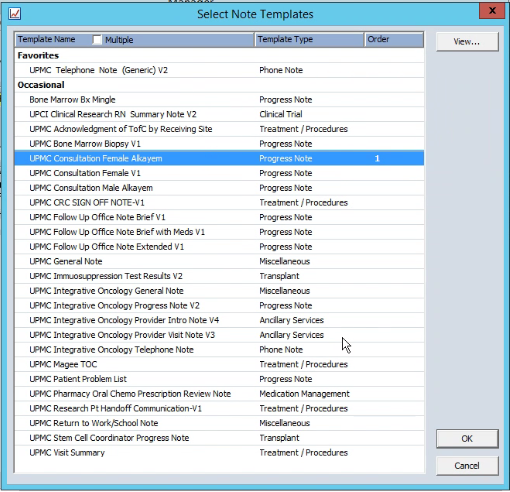 Manager
Select Note Templates
x
Template Name Multiple Template Type Order
View...
Favorites
UPMC Telephone Note (Generic) V2 Phone Note
Occasional
Bone Marrow Bx Mingle Progress Note
UPCI Clinical Research RN Summary Note V2 Clinical Trial
UPMC Acknowledgment of TofC by Receiving Site Treatment / Procedures
UPMC Bone Marrow Biopsy V1 Progress Note
UPMC Consultation Female Alkayem Progress Note 1
UPMC Consultation Female V1 Progress Note
UPMC Consultation Male Alkayem Progress Note
UPMC CRC SIGN OFF NOTE-V1 Treatment / Procedures
UPMC Follow Up Office Note Brief V1 Progress Note
UPMC Follow Up Office Note Brief with Meds V1 Progress Note
UPMC Follow Up Office Note Extended V1 Progress Note
UPMC General Note Miscellaneous
UPMC Immuosuppression Test Results V2 Transplant
UPMC Integrative Oncology General Note Miscellaneous
UPMC Integrative Oncology Progress Note V2 Progress Note
UPMC Integrative Oncology Provider Intro Note V4 Ancillary Services
UPMC Integrative Oncology Provider Visit Note V3 Ancillary Services
UPMC Integrative Oncology Telephone Note Phone Note
UPMC Magee TOC Treatment / Procedures
UPMC Patient Problem List Progress Note
UPMC Pharmacy Oral Chemo Prescription Review Note Medication Management
UPMC Research Pt Handoff Communication-V1 Treatment / Procedures
UPMC Return to Work/School Note Miscellaneous
UPMC Stem Cell Coordinator Progress Note Transplant
UPMC Visit Summary Treatment / Procedures
OK
Cancel